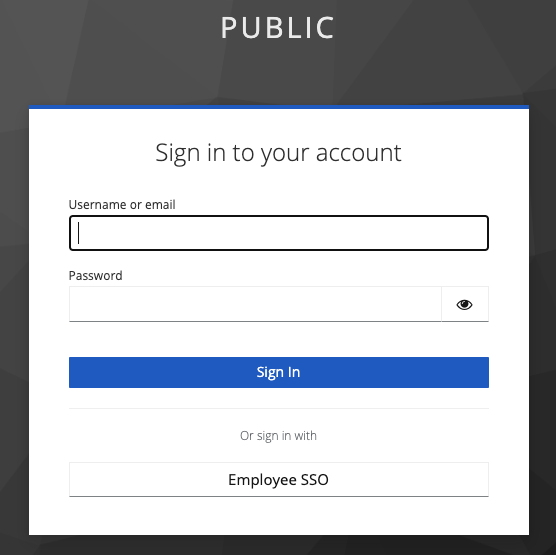 PUBLIC
Sign in to your account
Username or email
Password
Sign In
Or sign in with
Employee SSO